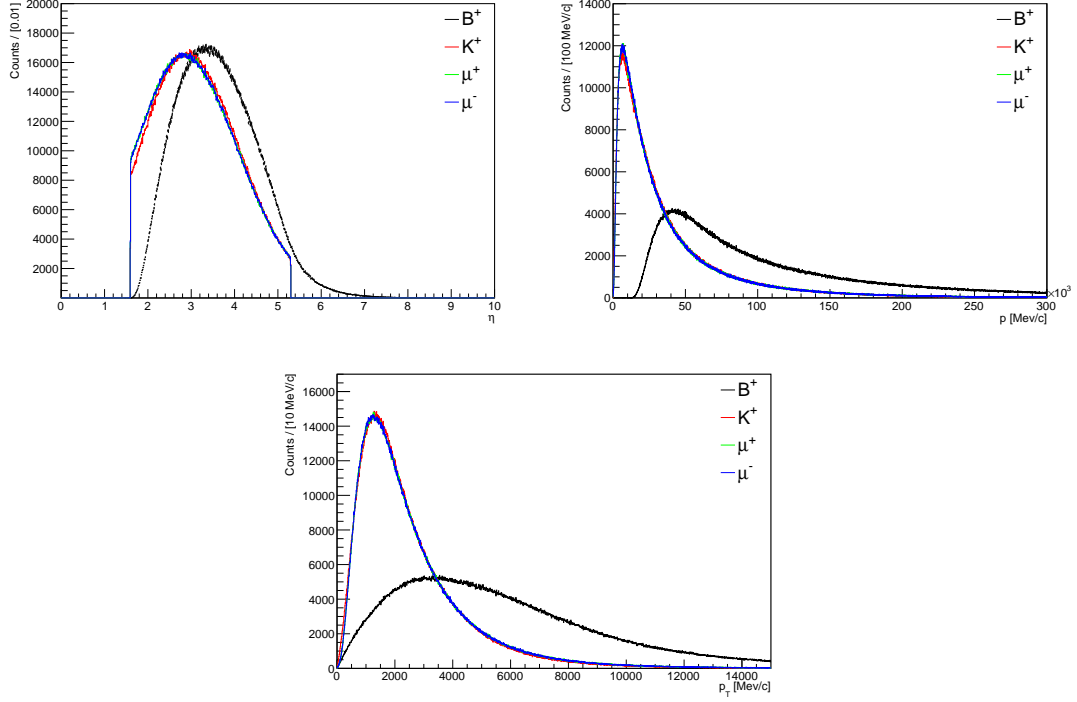 Counts / [0.01]
20000
18000
16000
14000
12000
10000
8000
6000
4000
2000
0 1 2 3 4 5 6 7 8 9 10
η
B⁺
K⁺
μ⁺
μ⁻
Counts / [100 MeV/c]
12000
10000
8000
6000
4000
2000
0
0 50 100 150 200 250 300
×10³
p [Mev/c]
B⁺
K⁺
μ⁺
μ⁻
Counts / [10 MeV/c]
16000
14000
12000
10000
8000
6000
4000
2000
0
0 2000 4000 6000 8000 10000 12000 14000
p_T [Mev/c]
B⁺
K⁺
μ⁺
μ⁻